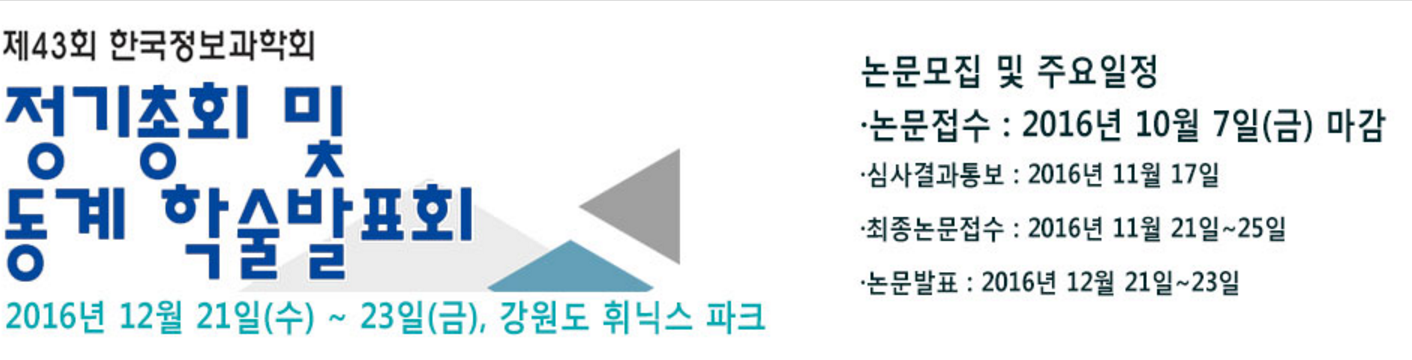 제43회 한국정보과학회
정기총회 및
동계 학술발표회
2016년 12월 21일(수) ~ 23일(금), 강원도 휘닉스 파크
논문모집 및 주요일정
·논문접수 : 2016년 10월 7일(금) 마감
·심사결과통보 : 2016년 11월 17일
·최종논문접수 : 2016년 11월 21일~25일
·논문발표 : 2016년 12월 21일~23일